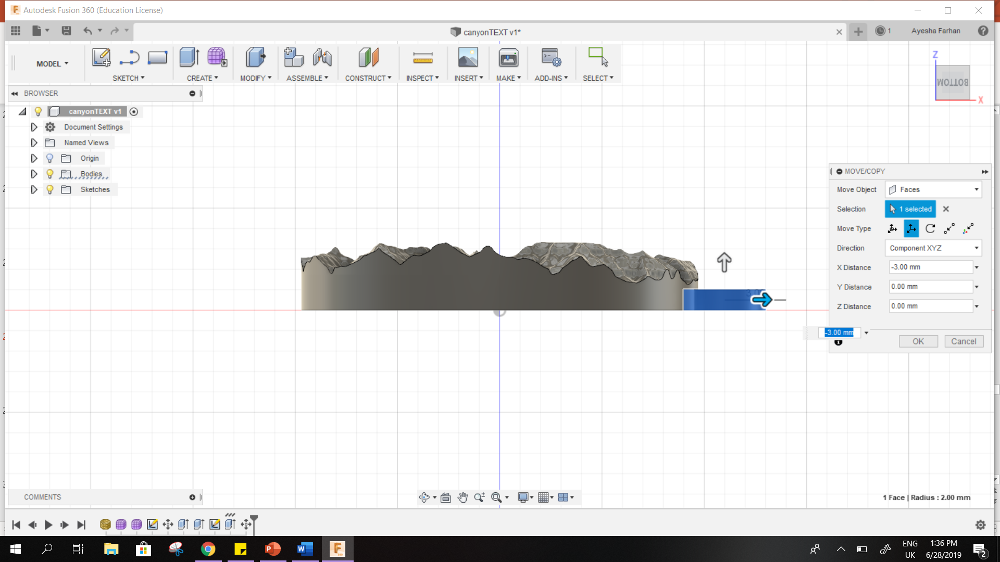 Autodesk Fusion 360 (Education License)
canyonTEXT v1*
1
Ayesha Farhan
MODEL
SKETCH
CREATE
MODIFY
ASSEMBLE
CONSTRUCT
INSPECT
INSERT
MAKE
ADD-INS
SELECT
Z
BOTTOM
X
BROWSER
canyonTEXT v1
Document Settings
Named Views
Origin
Bodies
Sketches
MOVE/COPY
Move Object Faces
Selection 1 selected
Move Type
Direction Component XYZ
X Distance -3.00 mm
Y Distance 0.00 mm
Z Distance 0.00 mm
-3.00 mm
OK Cancel
COMMENTS
1 Face | Radius : 2.00 mm
ENG
UK
1:36 PM
6/28/2019
2